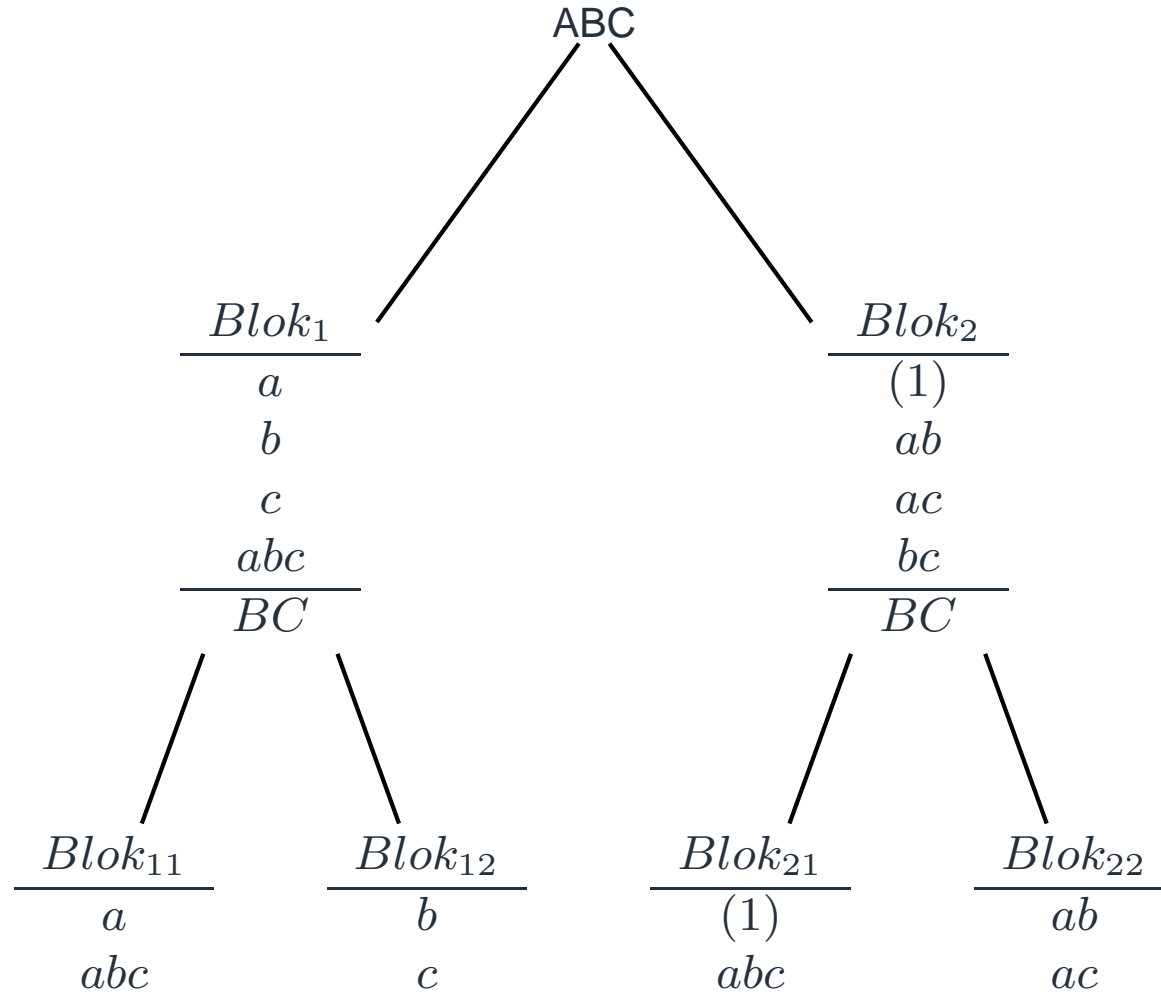 ABC
Blok₁
a
b
c
abc
BC
Blok₂
(1)
ab
ac
bc
BC
Blok₁₁
a
abc
Blok₁₂
b
c
Blok₂₁
(1)
abc
Blok₂₂
ab
ac